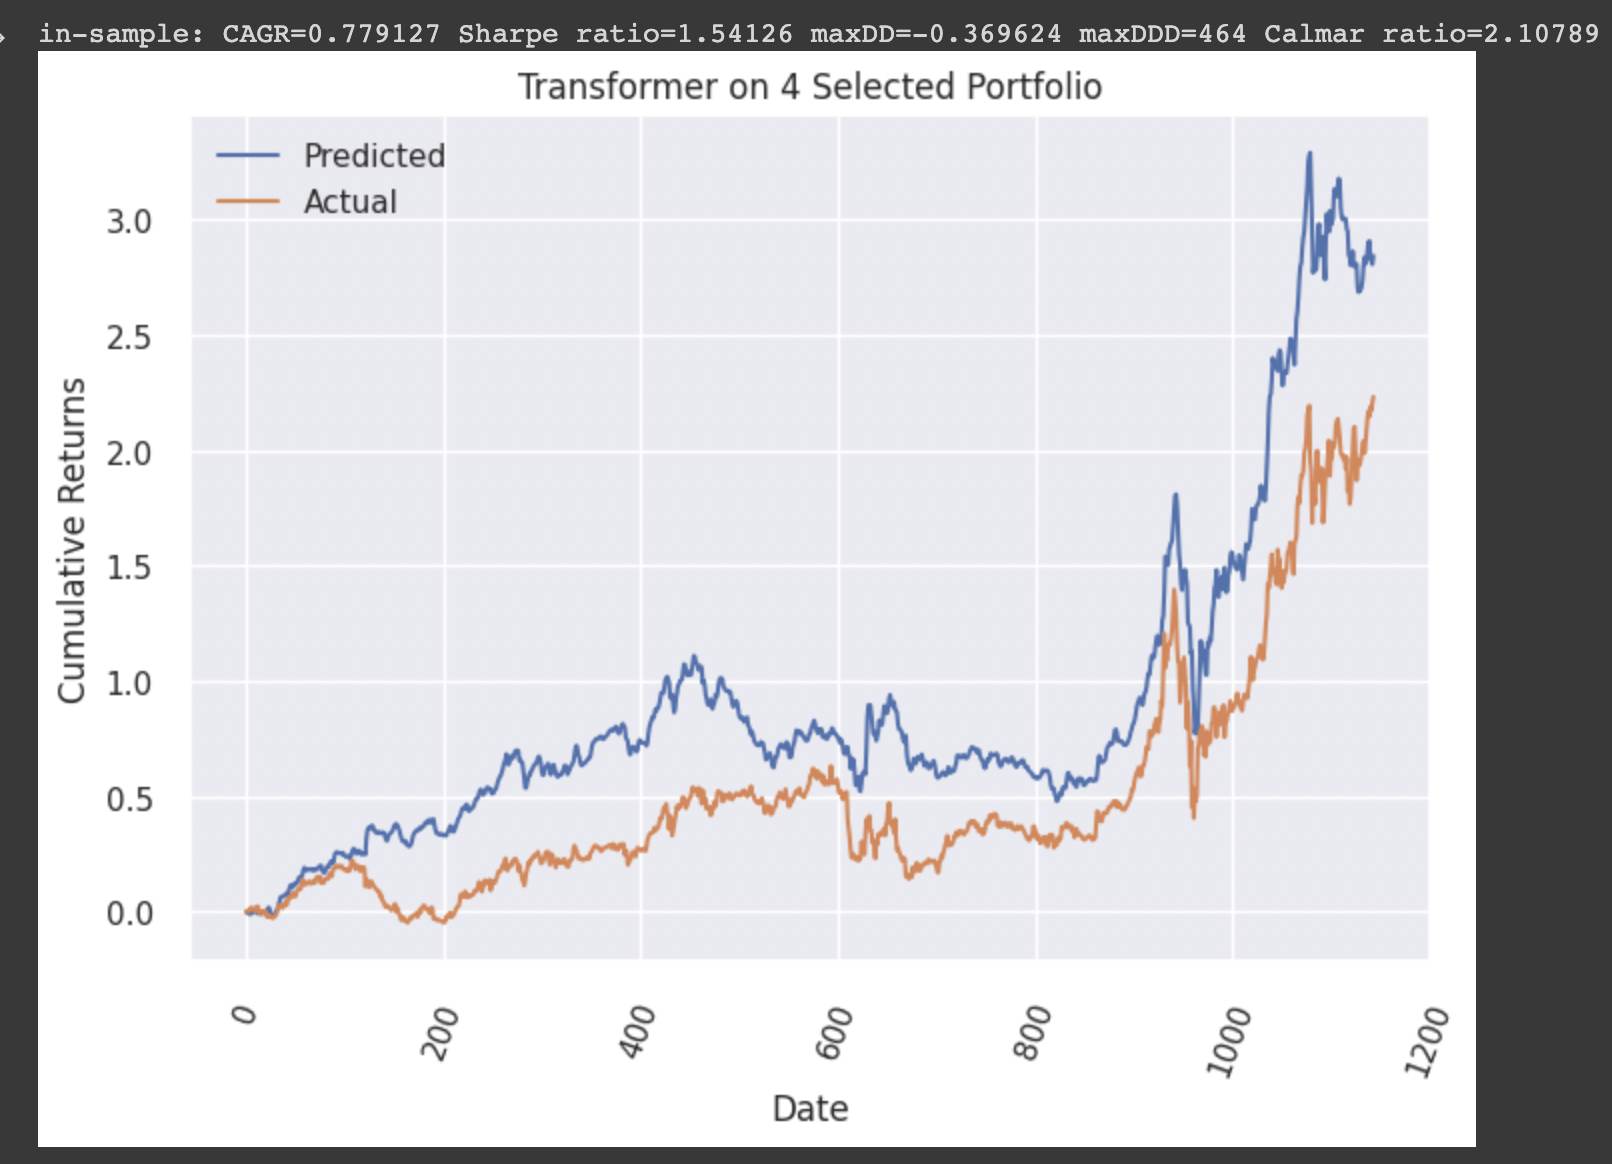 in-sample: CAGR=0.779127 Sharpe ratio=1.54126 maxDD=-0.369624 maxDDD=464 Calmar ratio=2.10789
Transformer on 4 Selected Portfolio
Predicted
Actual
Cumulative Returns
3.0
2.5
2.0
1.5
1.0
0.5
0.0
0
200
400
600
800
1000
1200
Date